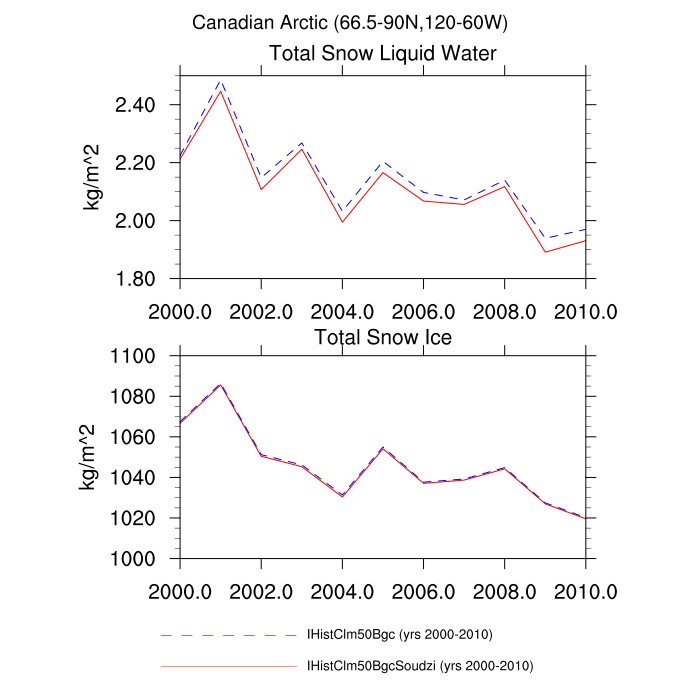 Canadian Arctic (66.5-90N,120-60W)
Total Snow Liquid Water
2.40
2.20
2.00
1.80
kg/m^2
2000.0 2002.0 2004.0 2006.0 2008.0 2010.0
Total Snow Ice
1100
1080
1060
1040
1020
1000
kg/m^2
2000.0 2002.0 2004.0 2006.0 2008.0 2010.0
IHistClm50Bgc (yrs 2000-2010)
IHistClm50BgcSoudzi (yrs 2000-2010)